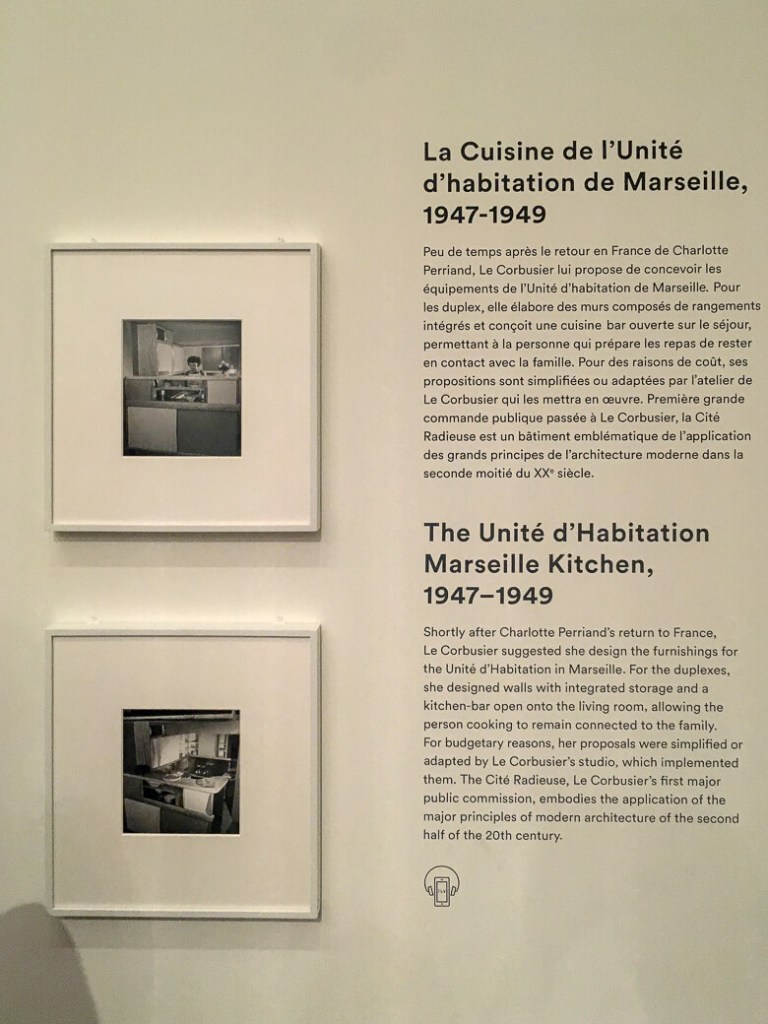 La Cuisine de l’Unité
d’habitation de Marseille,
1947-1949
Peu de temps après le retour en France de Charlotte
Perriand, Le Corbusier lui propose de concevoir les
équipements de l’Unité d’habitation de Marseille. Pour
les duplex, elle élabore des murs composés de rangements
intégrés et conçoit une cuisine bar ouverte sur le séjour,
permettant à la personne qui prépare les repas de rester
en contact avec la famille. Pour des raisons de coût, ses
propositions sont simplifiées ou adaptées par l’atelier de
Le Corbusier qui les mettra en œuvre. Première grande
commande publique passée à Le Corbusier, la Cité
Radieuse est un bâtiment emblématique de l’application
des grands principes de l’architecture moderne dans la
seconde moitié du XXᵉ siècle.
The Unité d’Habitation
Marseille Kitchen,
1947–1949
Shortly after Charlotte Perriand’s return to France,
Le Corbusier suggested she design the furnishings for
the Unité d’Habitation in Marseille. For the duplexes,
she designed walls with integrated storage and a
kitchen-bar open onto the living room, allowing the
person cooking to remain connected to the family.
For budgetary reasons, her proposals were simplified or
adapted by Le Corbusier’s studio, which implemented
them. The Cité Radieuse, Le Corbusier’s first major
public commission, embodies the application of the
major principles of modern architecture of the second
half of the 20th century.